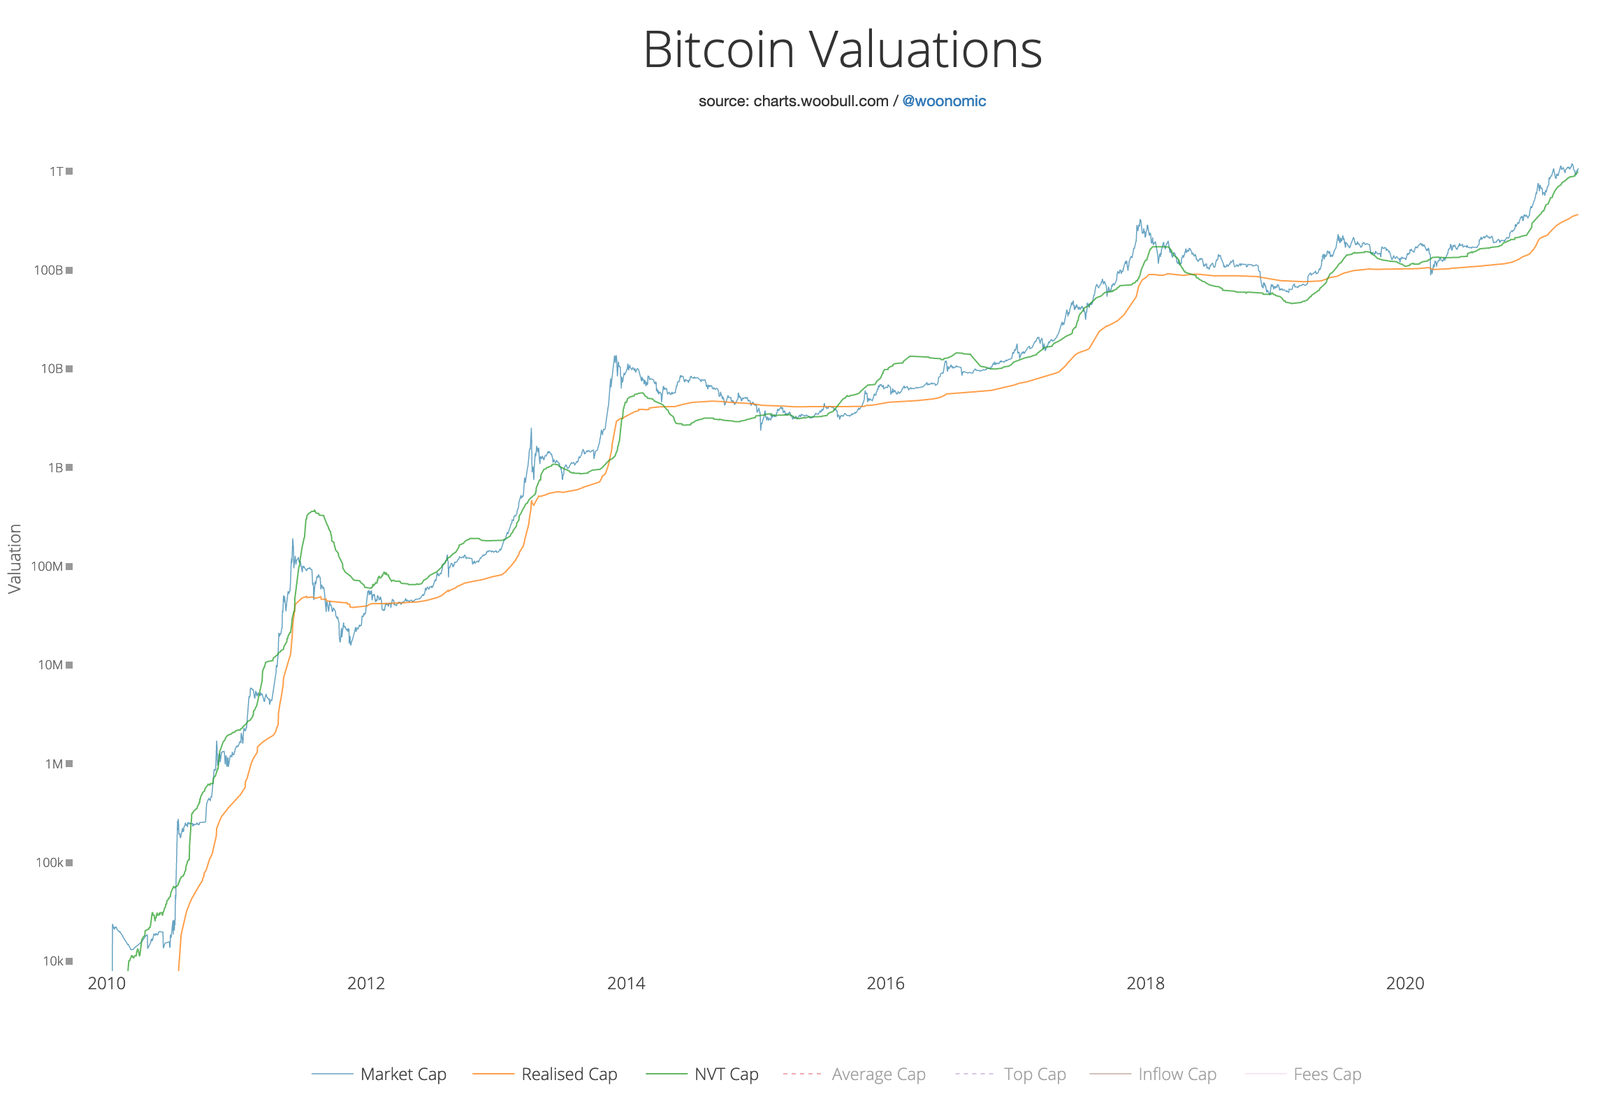 Bitcoin Valuations
source: charts.woobull.com / @woonomic
Valuation
1T
100B
10B
1B
100M
10M
1M
100k
10k
2010 2012 2014 2016 2018 2020
Market Cap Realised Cap NVT Cap Average Cap Top Cap Inflow Cap Fees Cap